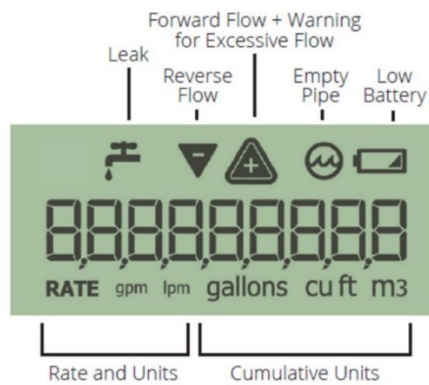 Forward Flow + Warning
for Excessive Flow
Leak
Reverse
Flow
Empty
Pipe
Low
Battery
8,8,8,8,8,8,8,8,8
RATE gpm lpm gallons cu ft m3
Rate and Units
Cumulative Units